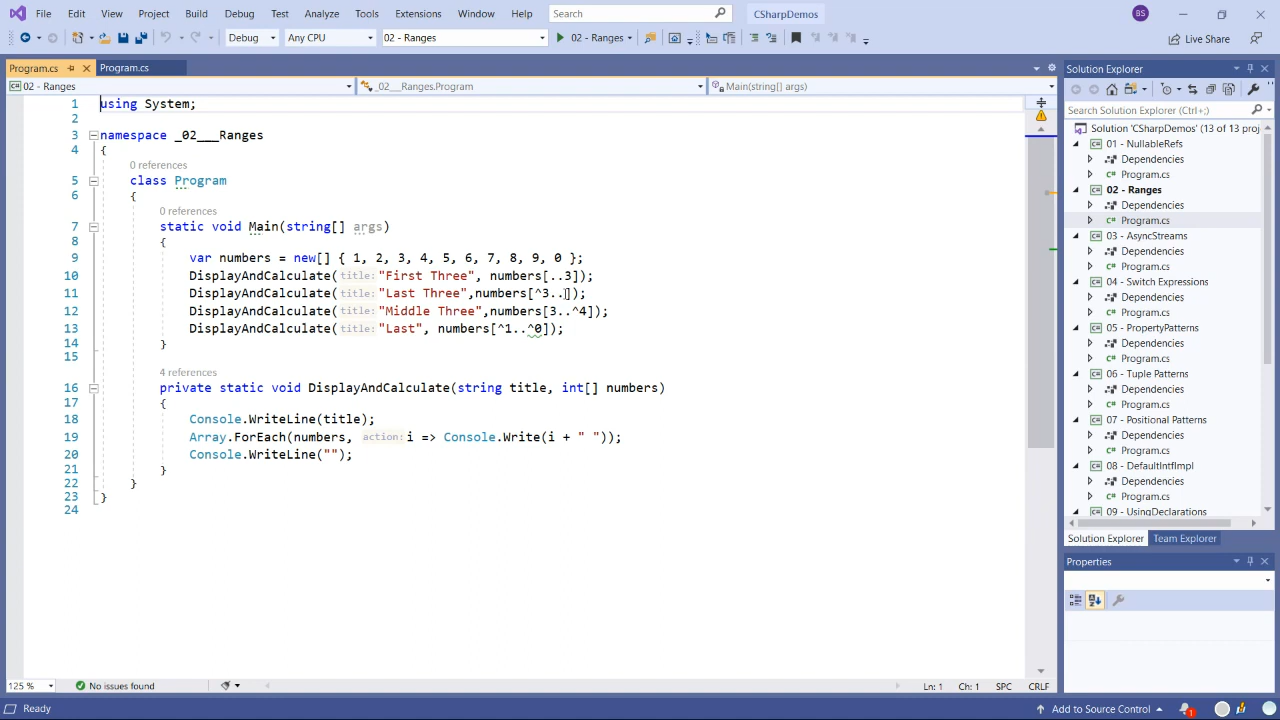 File Edit View Project Build Debug Test Analyze Tools Extensions Window Help Search CSharpDemos BS
Debug Any CPU 02 - Ranges 02 - Ranges Live Share
Program.cs Program.cs
02 - Ranges _02___Ranges.Program Main(string[] args)
1 using System;
2
3 namespace _02___Ranges
4 {
0 references
5 class Program
6 {
0 references
7 static void Main(string[] args)
8 {
9 var numbers = new[] { 1, 2, 3, 4, 5, 6, 7, 8, 9, 0 };
10 DisplayAndCalculate( title: "First Three", numbers[..3]);
11 DisplayAndCalculate( title: "Last Three",numbers[^3..]);
12 DisplayAndCalculate( title: "Middle Three",numbers[3..^4]);
13 DisplayAndCalculate( title: "Last", numbers[^1..^0]);
14 }
15
4 references
16 private static void DisplayAndCalculate(string title, int[] numbers)
17 {
18 Console.WriteLine(title);
19 Array.ForEach(numbers, action: i => Console.Write(i + " "));
20 Console.WriteLine("");
21 }
22 }
23 }
24
125 % No issues found Ln: 1 Ch: 1 SPC CRLF
Solution Explorer
Search Solution Explorer (Ctrl+;)
Solution 'CSharpDemos' (13 of 13 proj
01 - NullableRefs
Dependencies
Program.cs
02 - Ranges
Dependencies
Program.cs
03 - AsyncStreams
Dependencies
Program.cs
04 - Switch Expressions
Dependencies
Program.cs
05 - PropertyPatterns
Dependencies
Program.cs
06 - Tuple Patterns
Dependencies
Program.cs
07 - Positional Patterns
Dependencies
Program.cs
08 - DefaultIntfImpl
Dependencies
Program.cs
09 - UsingDeclarations
Solution Explorer Team Explorer
Properties
Ready Add to Source Control 1